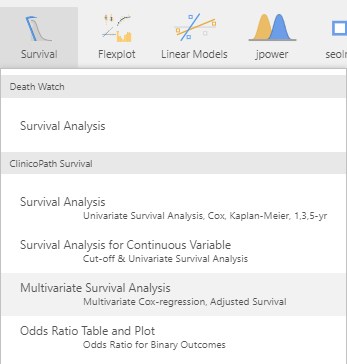 Survival Flexplot Linear Models jpower
Death Watch
Survival Analysis
ClinicoPath Survival
Survival Analysis
Univariate Survival Analysis, Cox, Kaplan-Meier, 1,3,5-yr
Survival Analysis for Continuous Variable
Cut-off & Univariate Survival Analysis
Multivariate Survival Analysis
Multivariate Cox-regression, Adjusted Survival
Odds Ratio Table and Plot
Odds Ratio for Binary Outcomes